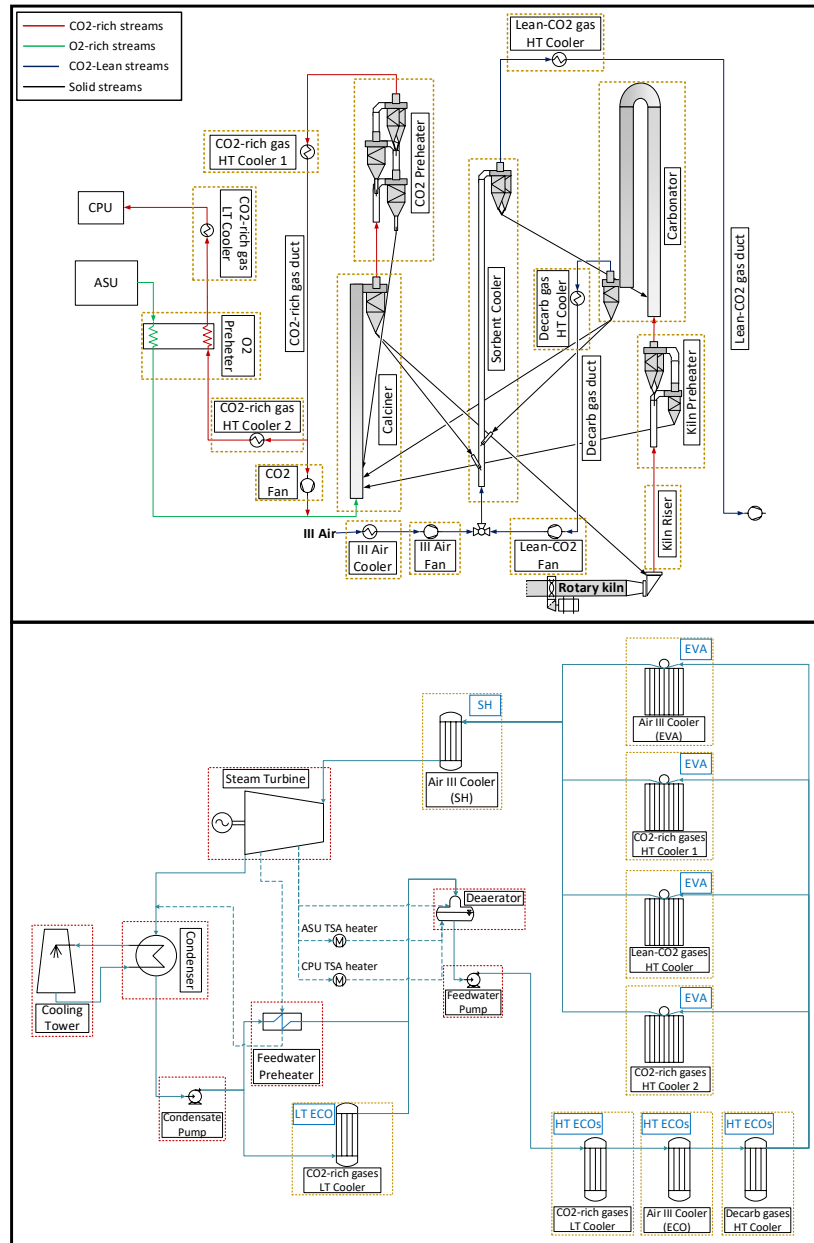 CO2-rich streams
O2-rich streams
CO2-Lean streams
Solid streams
Lean-CO2 gas
HT Cooler
CO2-rich gas
HT Cooler 1
CO2 Preheater
Carbonator
CPU
CO2-rich gas
LT Cooler
ASU
CO2-rich gas duct
Sorbent Cooler
Decarb gas
HT Cooler
Lean-CO2 gas duct
O2
Preheter
Calciner
Decarb gas duct
Kiln Preheater
CO2-rich gas
HT Cooler 2
CO2
Fan
Kiln Riser
III Air
III Air
Cooler
III Air
Fan
Lean-CO2
Fan
Rotary kiln
EVA
Air III Cooler
(EVA)
SH
Air III Cooler
(SH)
Steam Turbine
EVA
CO2-rich gases
HT Cooler 1
Deaerator
EVA
Lean-CO2 gases
HT Cooler
ASU TSA heater
M
CPU TSA heater
M
Condenser
Cooling
Tower
Feedwater
Pump
EVA
CO2-rich gases
HT Cooler 2
Feedwater
Preheater
Condensate
Pump
LT ECO
CO2-rich gases
LT Cooler
HT ECOs
HT ECOs
HT ECOs
CO2-rich gases
LT Cooler
Air III Cooler
(ECO)
Decarb gases
HT Cooler